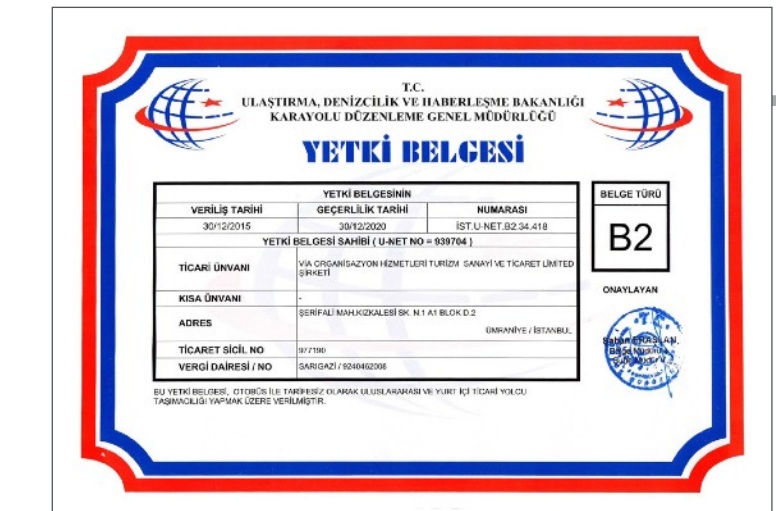 T.C.
ULAŞTIRMA, DENİZCİLİK VE HABERLEŞME BAKANLIĞI
KARAYOLU DÜZENLEME GENEL MÜDÜRLÜĞÜ
YETKİ BELGESİ
YETKİ BELGESİNİN
VERİLİŞ TARİHİ GEÇERLİLİK TARİHİ NUMARASI
30/12/2015 30/12/2020 İST.U-NET.B2.34.418
YETKİ BELGESİ SAHİBİ ( U-NET NO = 939704 )
TİCARİ ÜNVANI VİA ORGANİSAZYON HİZMETLERİ TURİZM SANAYİ VE TİCARET LİMİTED
ŞİRKETİ
KISA ÜNVANI -
ADRES ŞERİFALİ MAH.KIZKALESİ SK. N.1 A1 BLOK D.2
ÜMRANİYE / İSTANBUL
TİCARET SİCİL NO 977190
VERGİ DAİRESİ / NO SARIGAZİ / 9240462008
BELGE TÜRÜ
B2
ONAYLAYAN
Şaban ERASLAN
BU YETKİ BELGESİ, OTOBÜS İLE TARİFESİZ OLARAK ULUSLARARASI VE YURT İÇİ TİCARİ YOLCU
TAŞIMACILIĞI YAPMAK ÜZERE VERİLMİŞTİR.